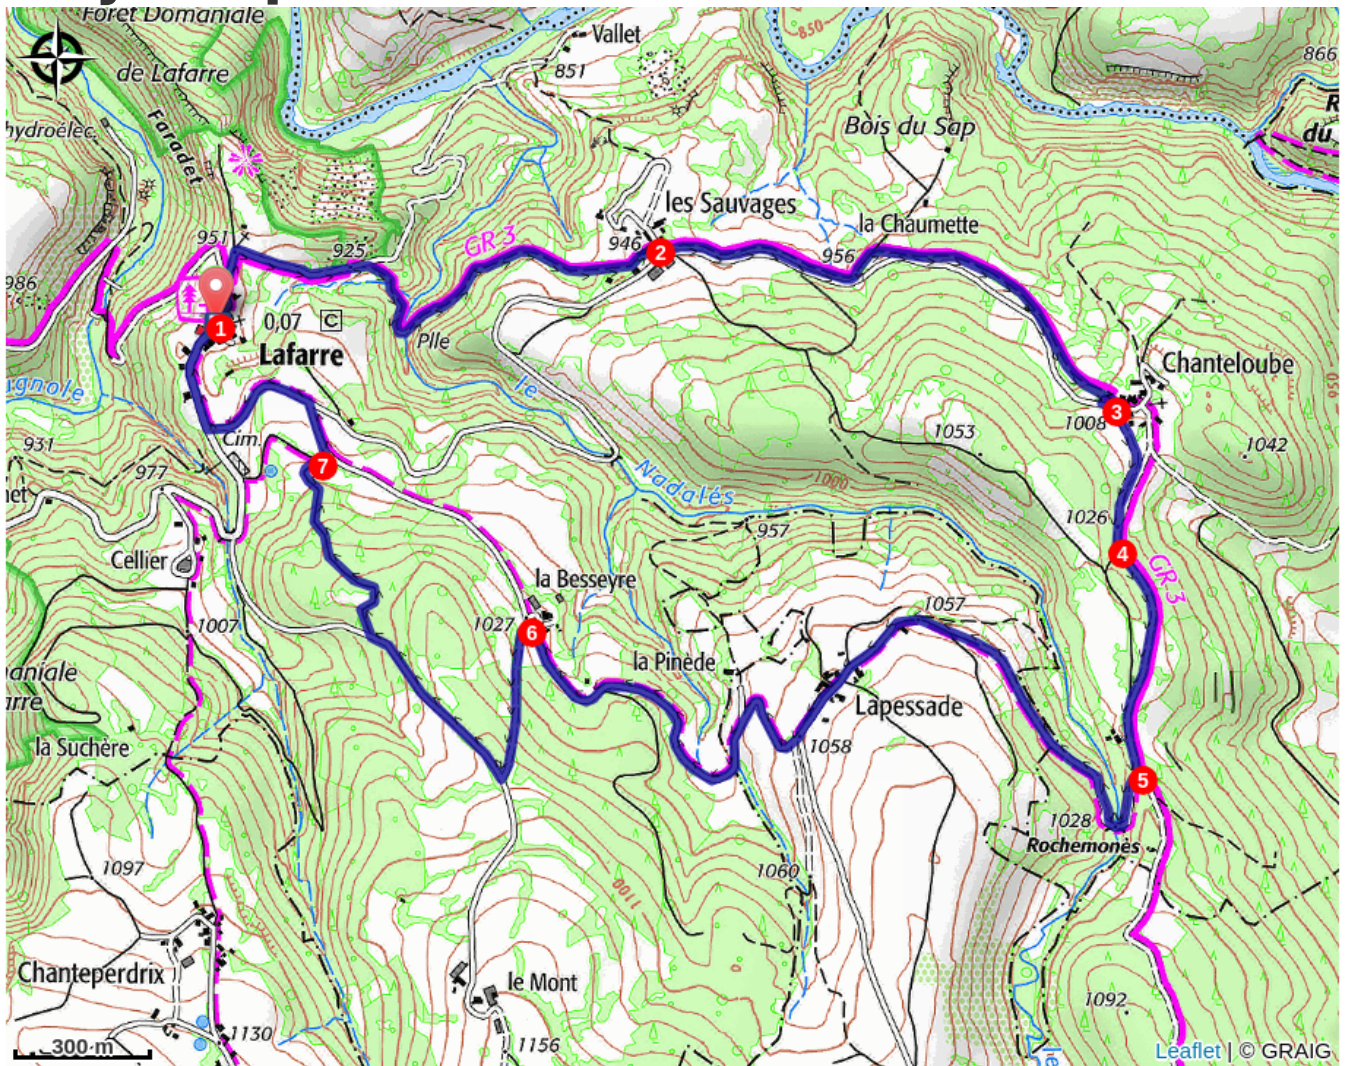 Forêt Domaniale
Vallet
850
866
de Lafarre
851
R
du
hydroélec.
Faradet
Bois du Sap
les Sauvages
la Chaumette
951
925
GR 3
946
2
956
986
1
0,07
C
Plle
Lafarre
Chanteloube
le
3
1008
1053
1042
Cim.
931
977
7
1000
Nadalès
957
1026
4
Cellier
GR 3
la Besseyre
1057
1007
1027
6
la Pinède
Lapessade
la Suchère
1058
5
1028
Rochemonès
1097
1060
1100
Chanteperdrix
le Mont
1092
1130
1156
le
300 m
Leaflet | © GRAIG